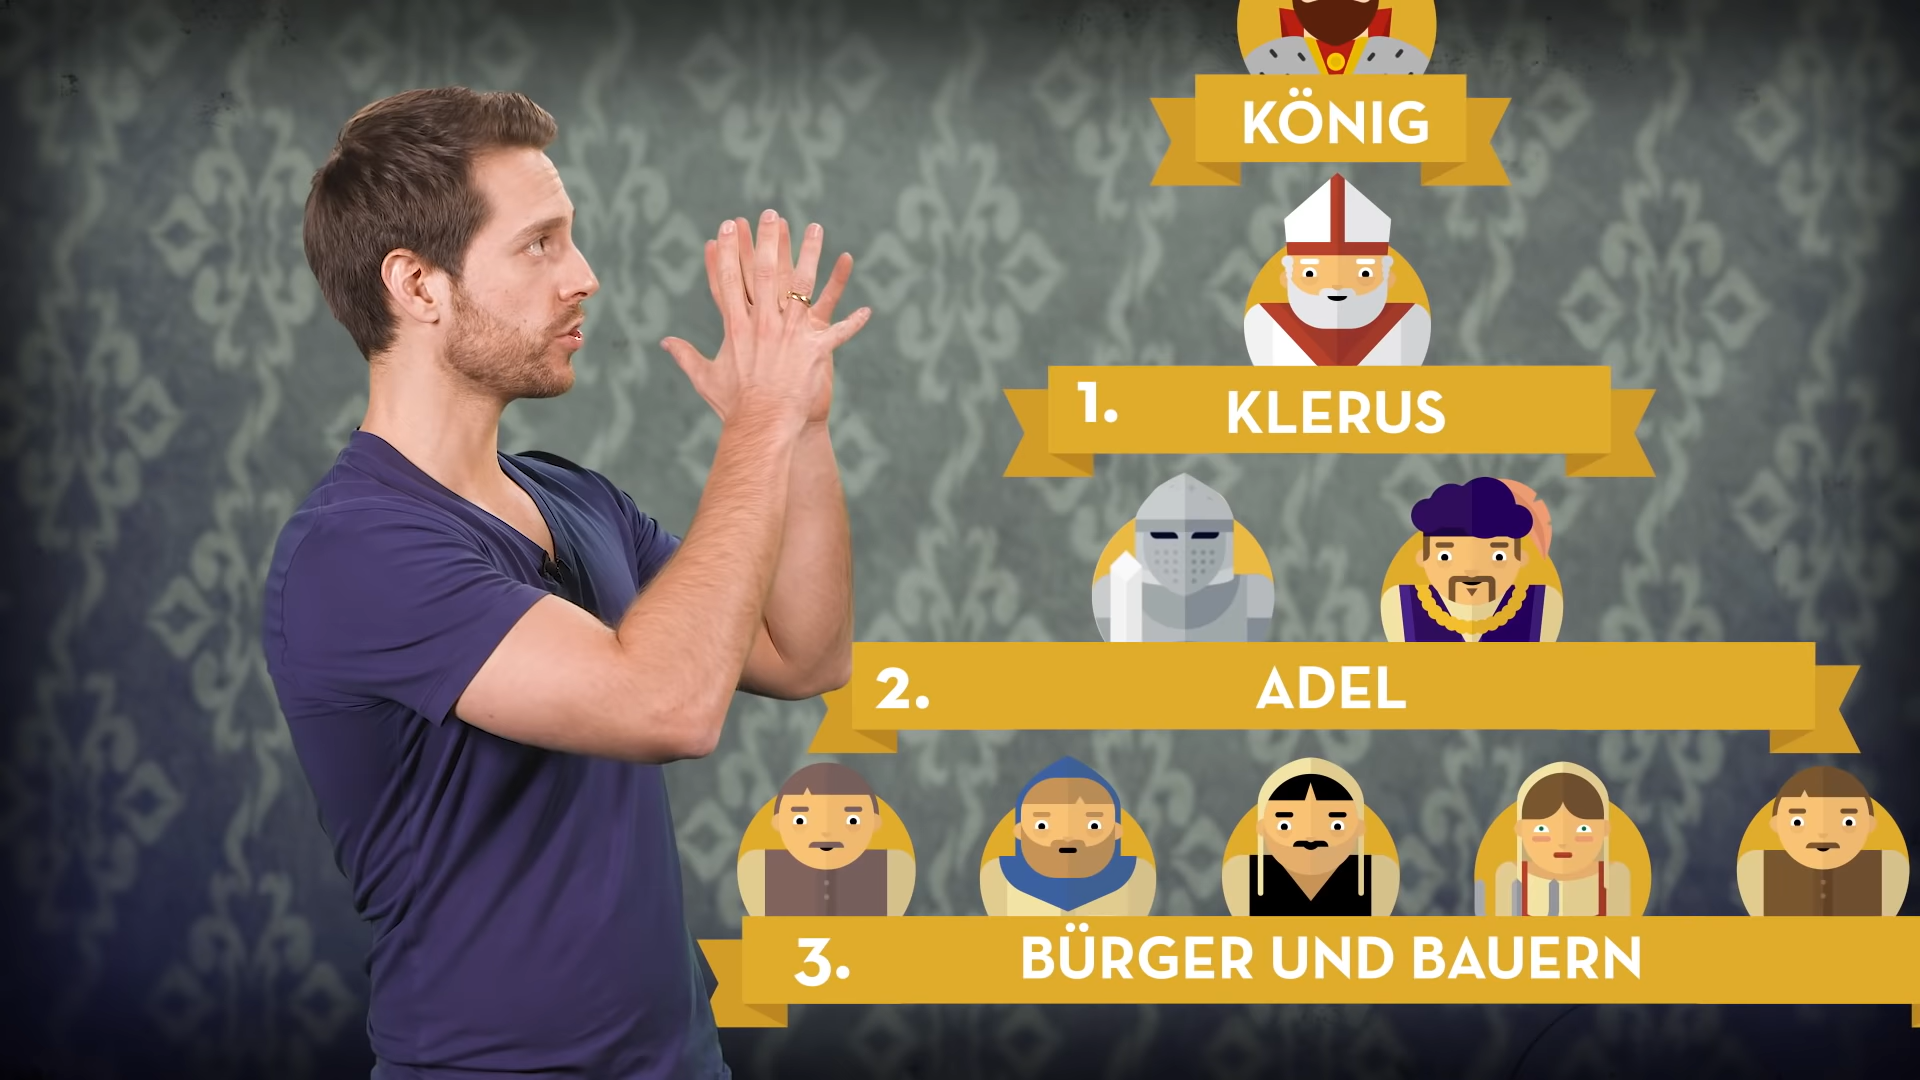 KÖNIG
1. KLERUS
2. ADEL
3. BÜRGER UND BAUERN